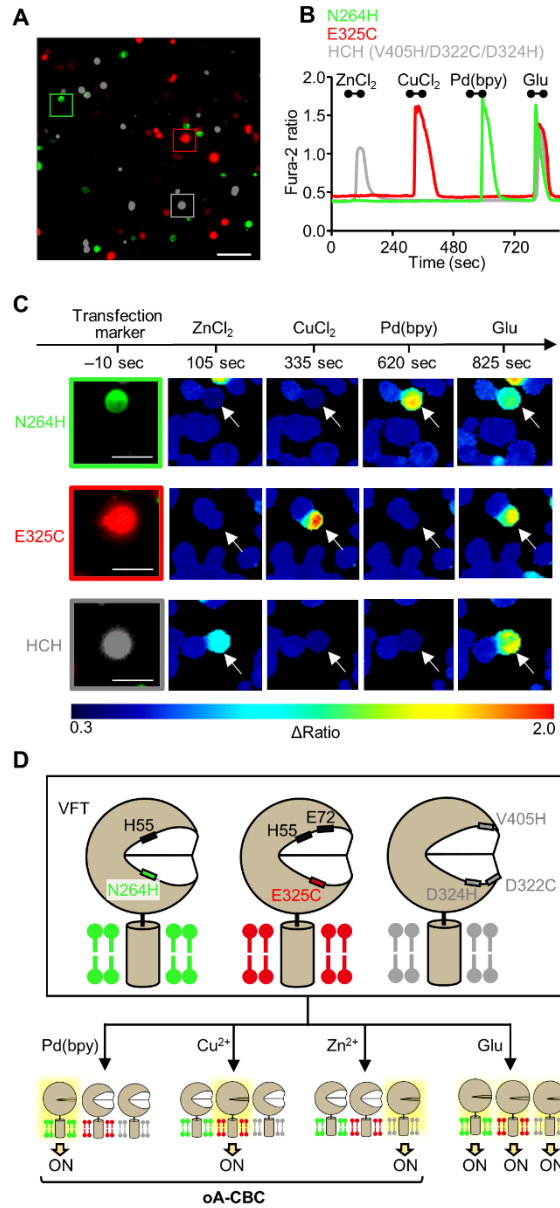 A
B
N264H
E325C
HCH (V405H/D322C/D324H)
ZnCl2 CuCl2 Pd(bpy) Glu
Fura-2 ratio
2.0
1.5
1.0
0.5
0
0 240 480 720
Time (sec)
C
Transfection marker
ZnCl2 CuCl2 Pd(bpy) Glu
–10 sec 105 sec 335 sec 620 sec 825 sec
N264H
E325C
HCH
0.3 ΔRatio 2.0
D
VFT
H55
N264H
H55 E72
E325C
V405H
D324H D322C
Pd(bpy) Cu2+ Zn2+ Glu
ON ON ON ON ON ON
oA-CBC